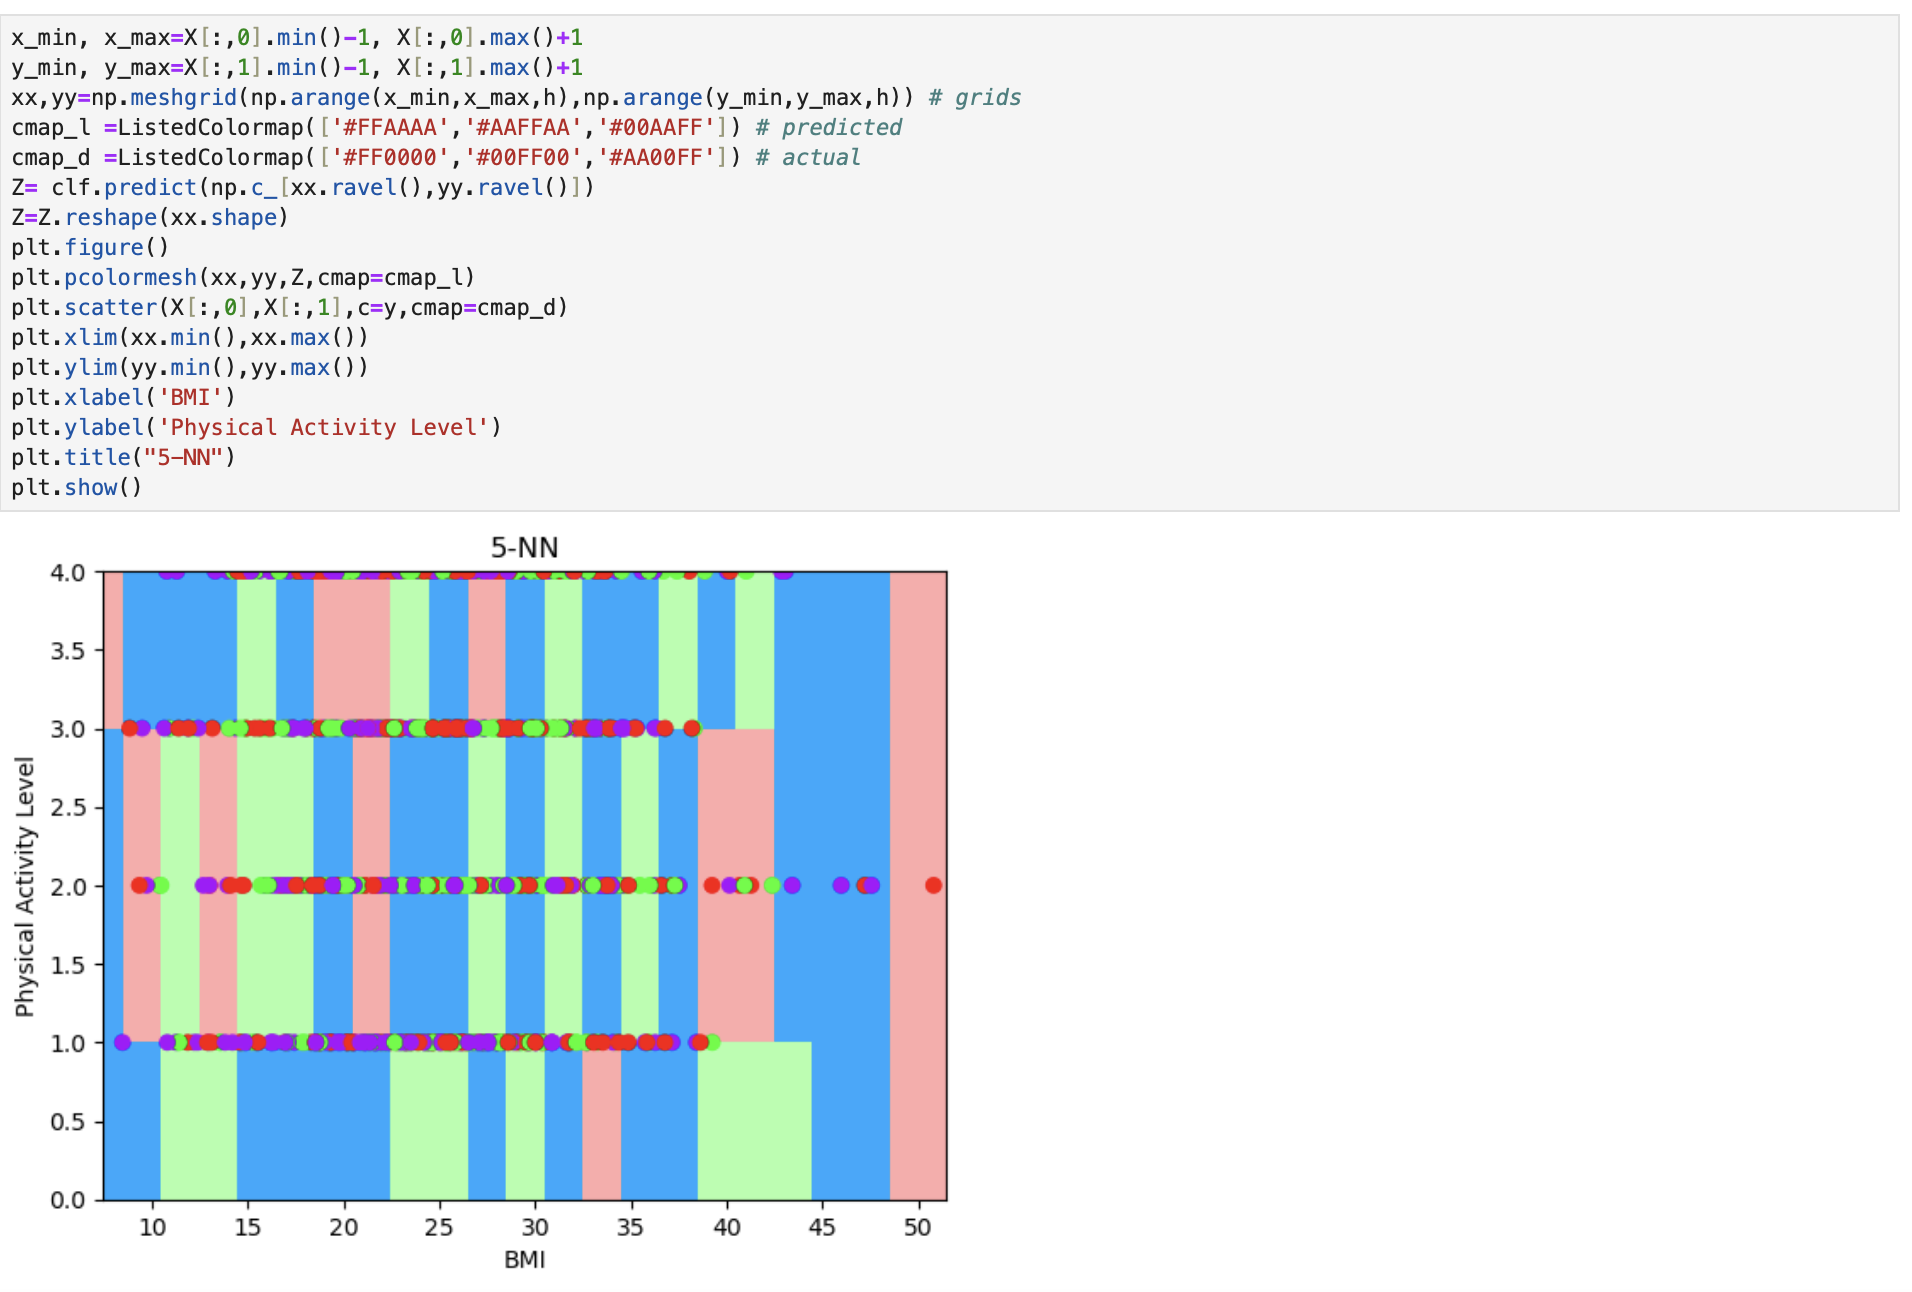 x_min, x_max=X[:,0].min()-1, X[:,0].max()+1
y_min, y_max=X[:,1].min()-1, X[:,1].max()+1
xx,yy=np.meshgrid(np.arange(x_min,x_max,h),np.arange(y_min,y_max,h)) # grids
cmap_l =ListedColormap(['#FFAAAA','#AAFFAA','#00AAFF']) # predicted
cmap_d =ListedColormap(['#FF0000','#00FF00','#AA00FF']) # actual
Z= clf.predict(np.c_[xx.ravel(),yy.ravel()])
Z=Z.reshape(xx.shape)
plt.figure()
plt.pcolormesh(xx,yy,Z,cmap=cmap_l)
plt.scatter(X[:,0],X[:,1],c=y,cmap=cmap_d)
plt.xlim(xx.min(),xx.max())
plt.ylim(yy.min(),yy.max())
plt.xlabel('BMI')
plt.ylabel('Physical Activity Level')
plt.title("5-NN")
plt.show()
5-NN
4.0
3.5
3.0
2.5
2.0
1.5
1.0
0.5
0.0
Physical Activity Level
10 15 20 25 30 35 40 45 50
BMI